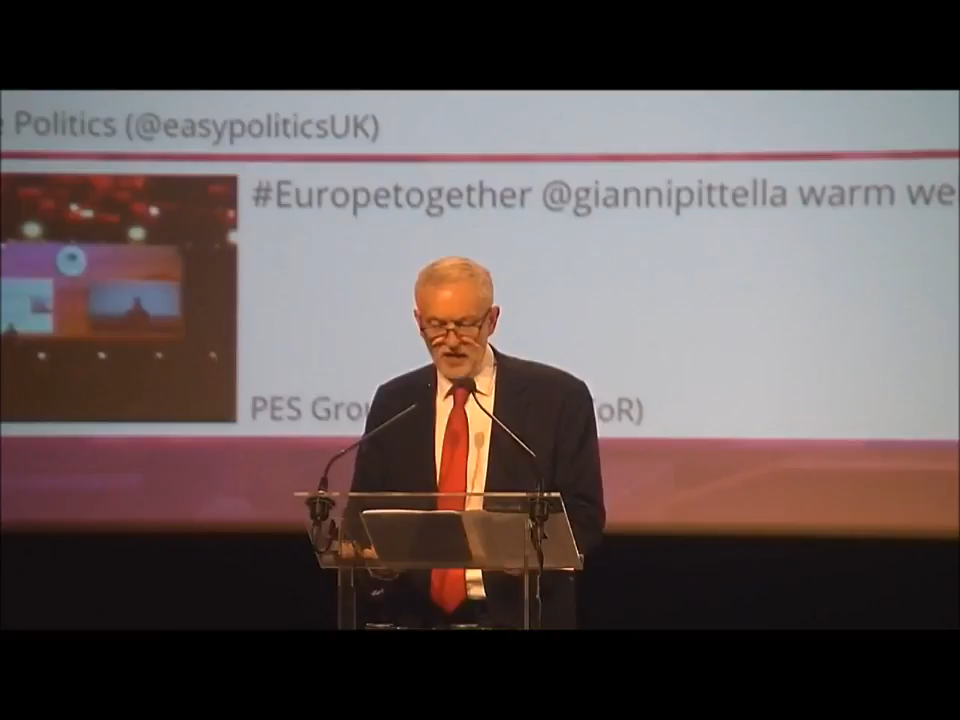 Politics (@easypoliticsUK)
#Europetogether @giannipittella warm we
PES Gro oR)